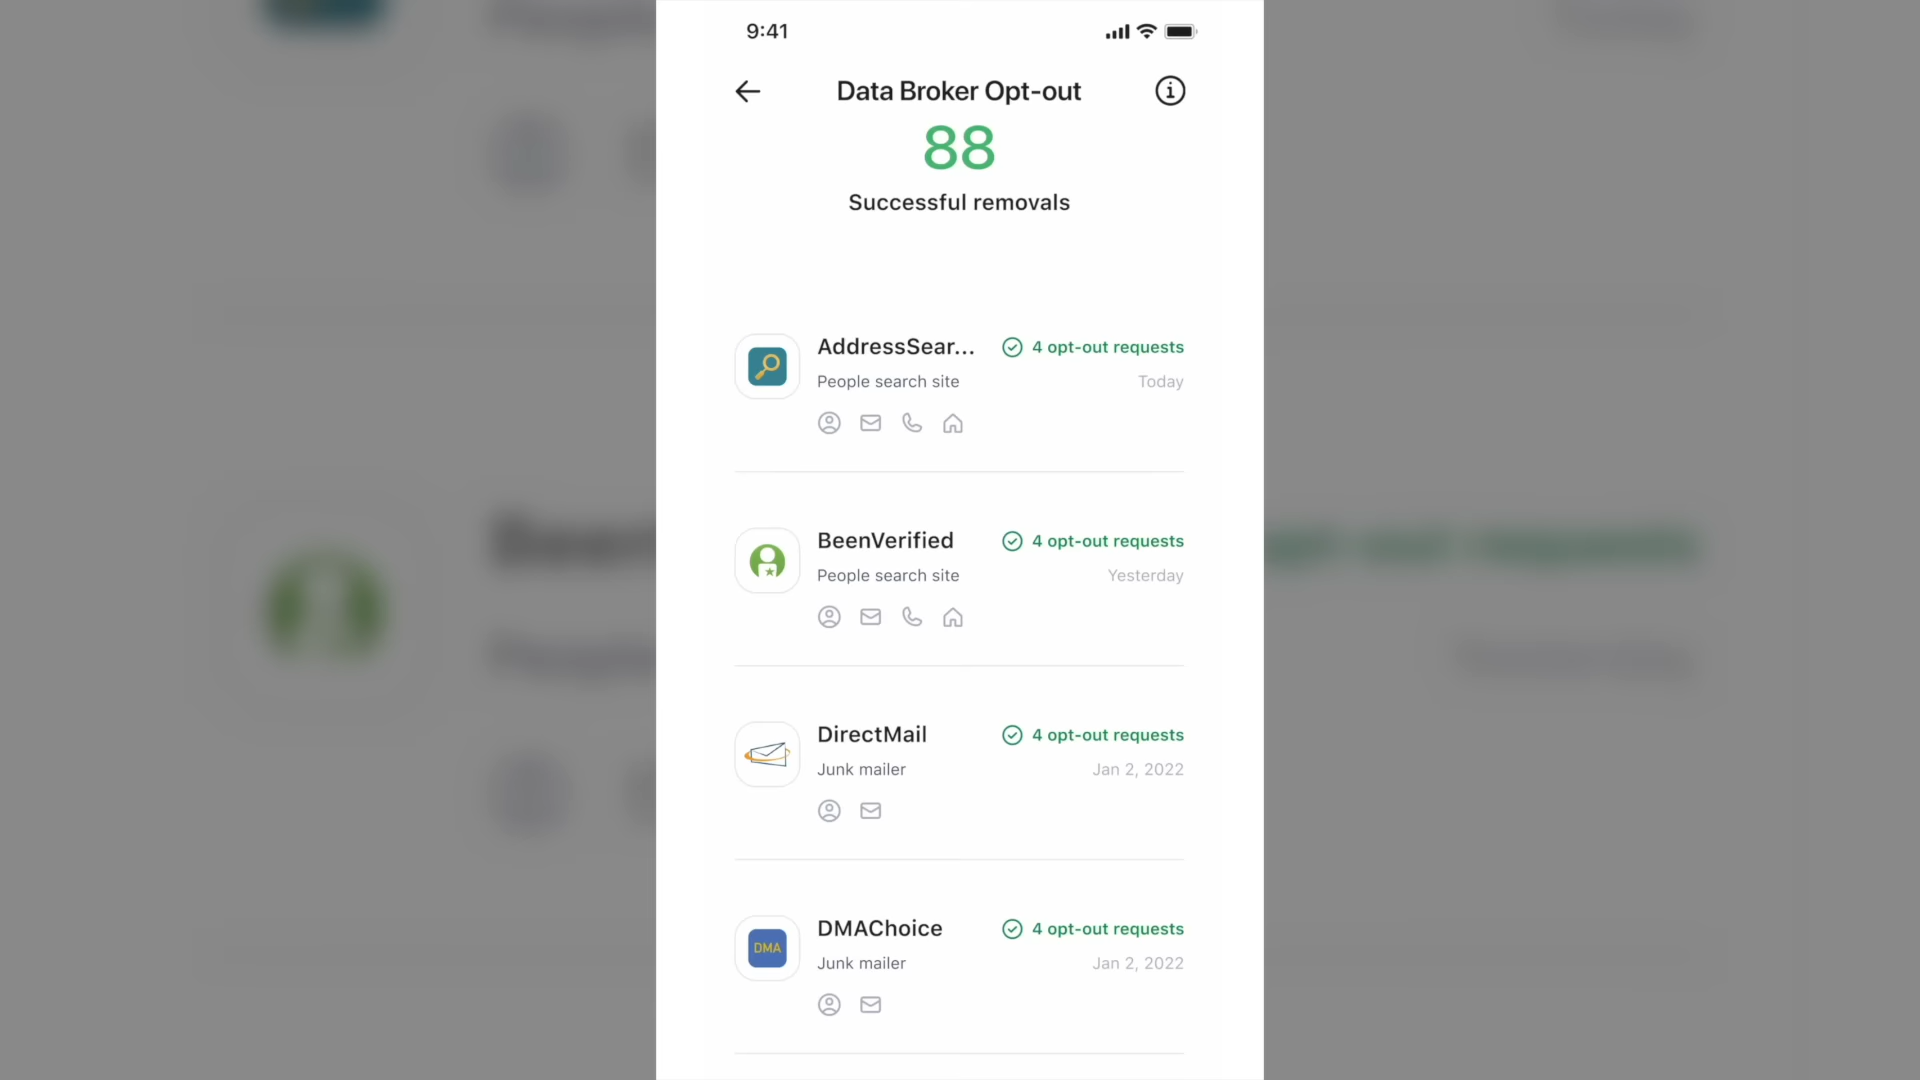 9:41
Data Broker Opt-out
88
Successful removals
AddressSear...
4 opt-out requests
People search site
Today
BeenVerified
4 opt-out requests
People search site
Yesterday
DirectMail
4 opt-out requests
Junk mailer
Jan 2, 2022
DMA
DMAChoice
4 opt-out requests
Junk mailer
Jan 2, 2022